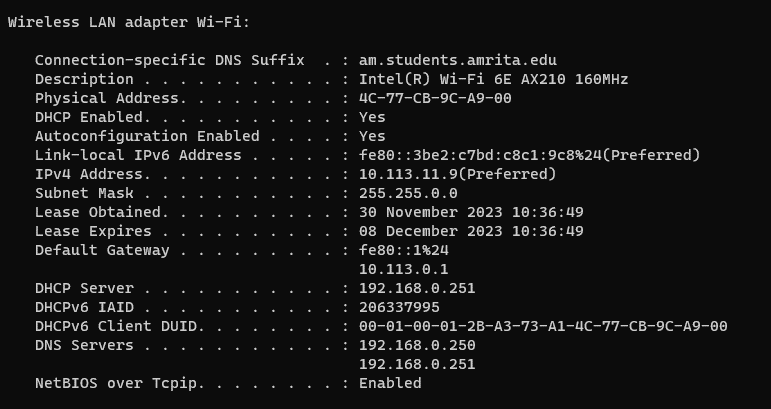 Wireless LAN adapter Wi-Fi:
Connection-specific DNS Suffix  . : am.students.amrita.edu
Description . . . . . . . . . . . : Intel(R) Wi-Fi 6E AX210 160MHz
Physical Address. . . . . . . . . : 4C-77-CB-9C-A9-00
DHCP Enabled. . . . . . . . . . . : Yes
Autoconfiguration Enabled . . . . : Yes
Link-local IPv6 Address . . . . . : fe80::3be2:c7bd:c8c1:9c8%24(Preferred)
IPv4 Address. . . . . . . . . . . : 10.113.11.9(Preferred)
Subnet Mask . . . . . . . . . . . : 255.255.0.0
Lease Obtained. . . . . . . . . . : 30 November 2023 10:36:49
Lease Expires . . . . . . . . . . : 08 December 2023 10:36:49
Default Gateway . . . . . . . . . : fe80::1%24
10.113.0.1
DHCP Server . . . . . . . . . . . : 192.168.0.251
DHCPv6 IAID . . . . . . . . . . . : 206337995
DHCPv6 Client DUID. . . . . . . . : 00-01-00-01-2B-A3-73-A1-4C-77-CB-9C-A9-00
DNS Servers . . . . . . . . . . . : 192.168.0.250
192.168.0.251
NetBIOS over Tcpip. . . . . . . . : Enabled